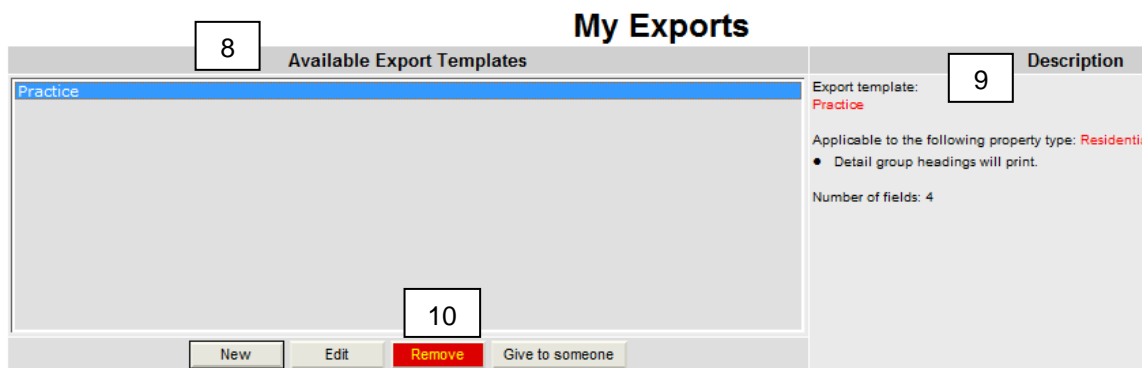 My Exports
8
Available Export Templates
Description
9
Practice
Export template:
Practice
Applicable to the following property type: Residentia
● Detail group headings will print.
Number of fields: 4
10
New Edit Remove Give to someone